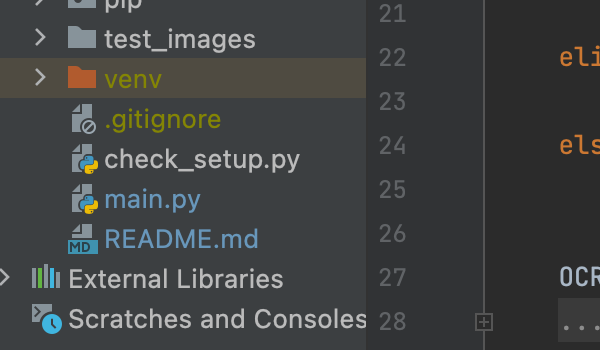 pip
test_images
venv
.gitignore
check_setup.py
main.py
MD README.md
External Libraries
Scratches and Consoles
21
22 eli
23
24 els
25
26
27 OCR
28 ...